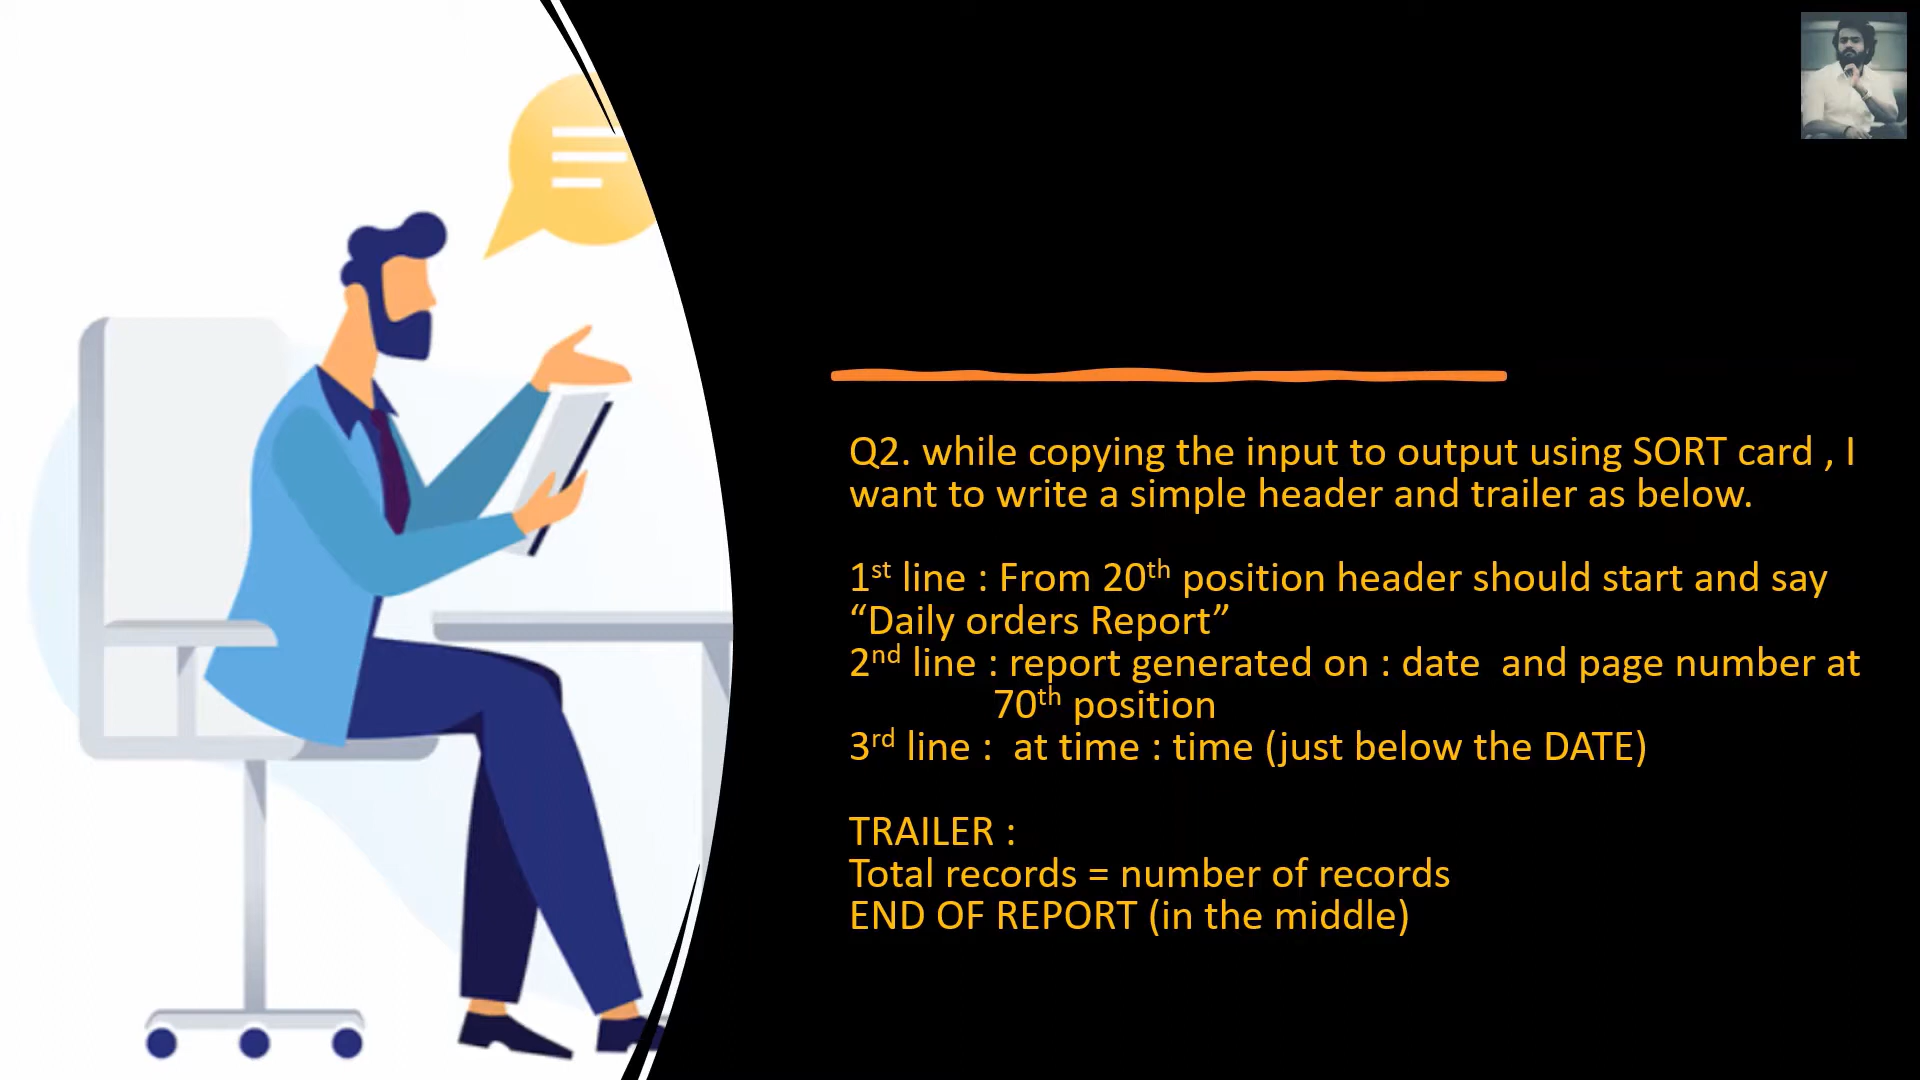 Q2. while copying the input to output using SORT card , I
want to write a simple header and trailer as below.
1st line : From 20th position header should start and say
“Daily orders Report”
2nd line : report generated on : date  and page number at
70th position
3rd line :  at time : time (just below the DATE)
TRAILER :
Total records = number of records
END OF REPORT (in the middle)